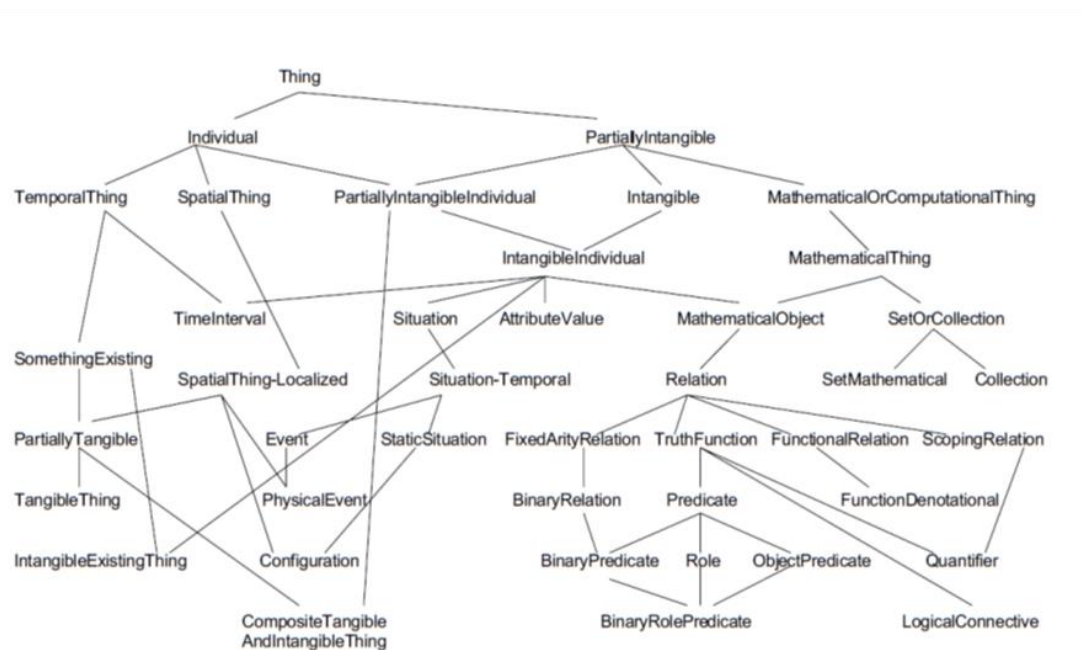 Thing
Individual PartiallyIntangible
TemporalThing SpatialThing PartiallyIntangibleIndividual Intangible MathematicalOrComputationalThing
IntangibleIndividual MathematicalThing
TimeInterval Situation AttributeValue MathematicalObject SetOrCollection
SomethingExisting
SpatialThing-Localized Situation-Temporal Relation SetMathematical Collection
PartiallyTangible Event StaticSituation FixedArityRelation TruthFunction FunctionalRelation ScopingRelation
TangibleThing PhysicalEvent BinaryRelation Predicate FunctionDenotational
IntangibleExistingThing Configuration BinaryPredicate Role ObjectPredicate Quantifier
CompositeTangible BinaryRolePredicate LogicalConnective
AndIntangibleThing